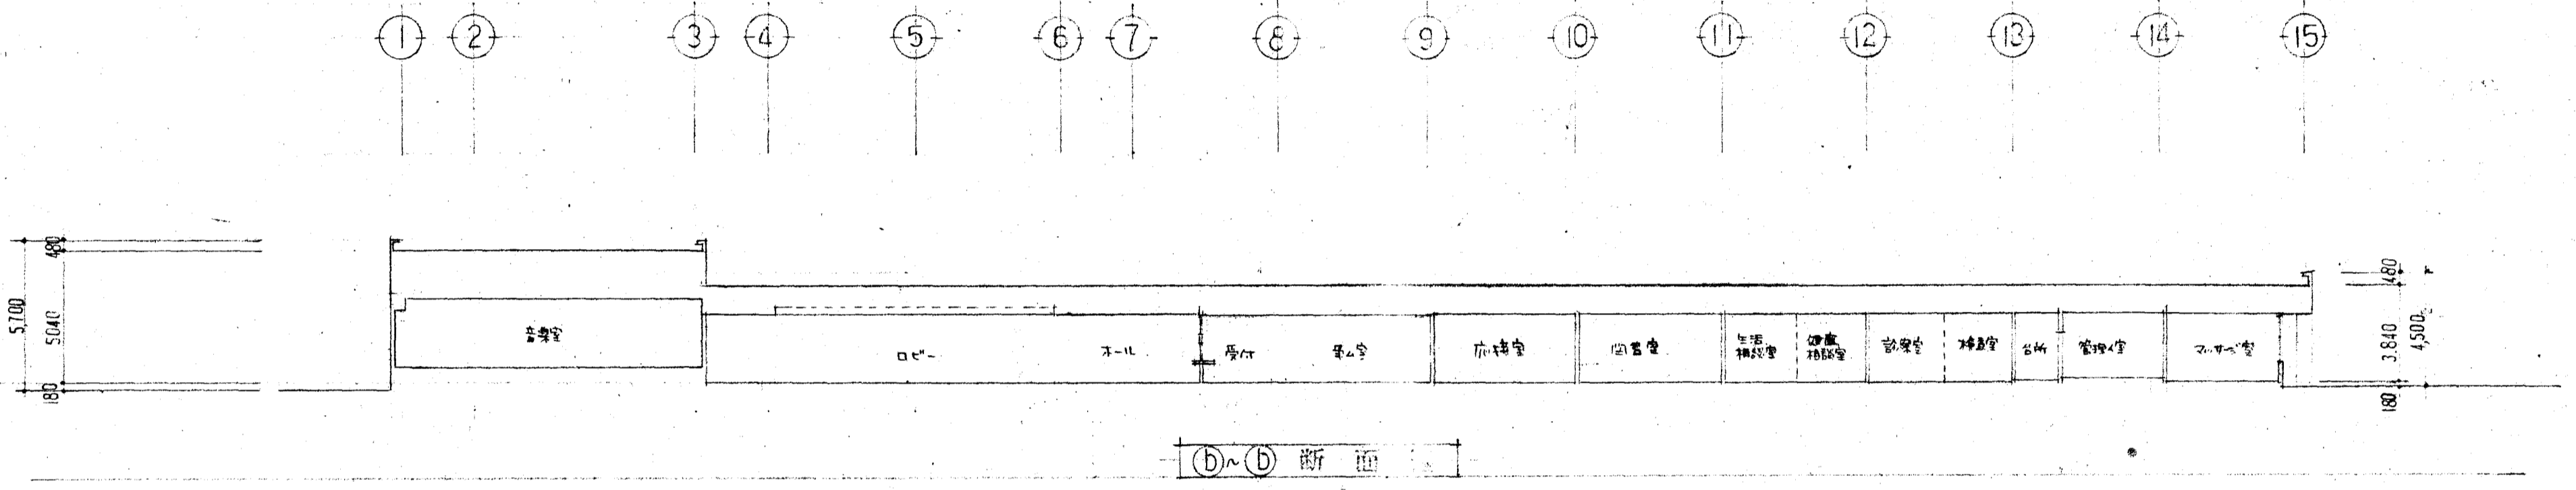 1 2 3 4 5 6 7 8 9 10 11 12 13 14 15
480
5,700
5040
180
音楽室
ロビー
ホール
受付
事ム室
応接室
図書室
生活
相談室
健康
相談室
診察室
検査室
台所
管理人室
マッサージ室
480
3,840
4,500
180
b~b 断面